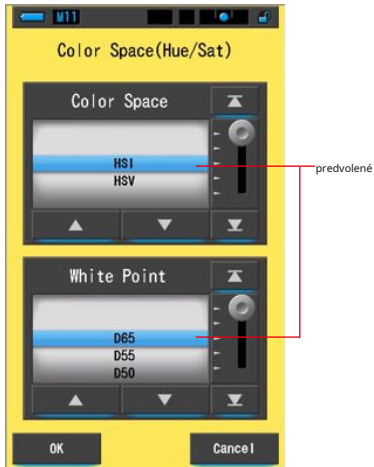 M11
Color Space(Hue/Sat)
Color Space
HSI
HSV
predvolené
White Point
D65
D55
D50
OK
Cancel